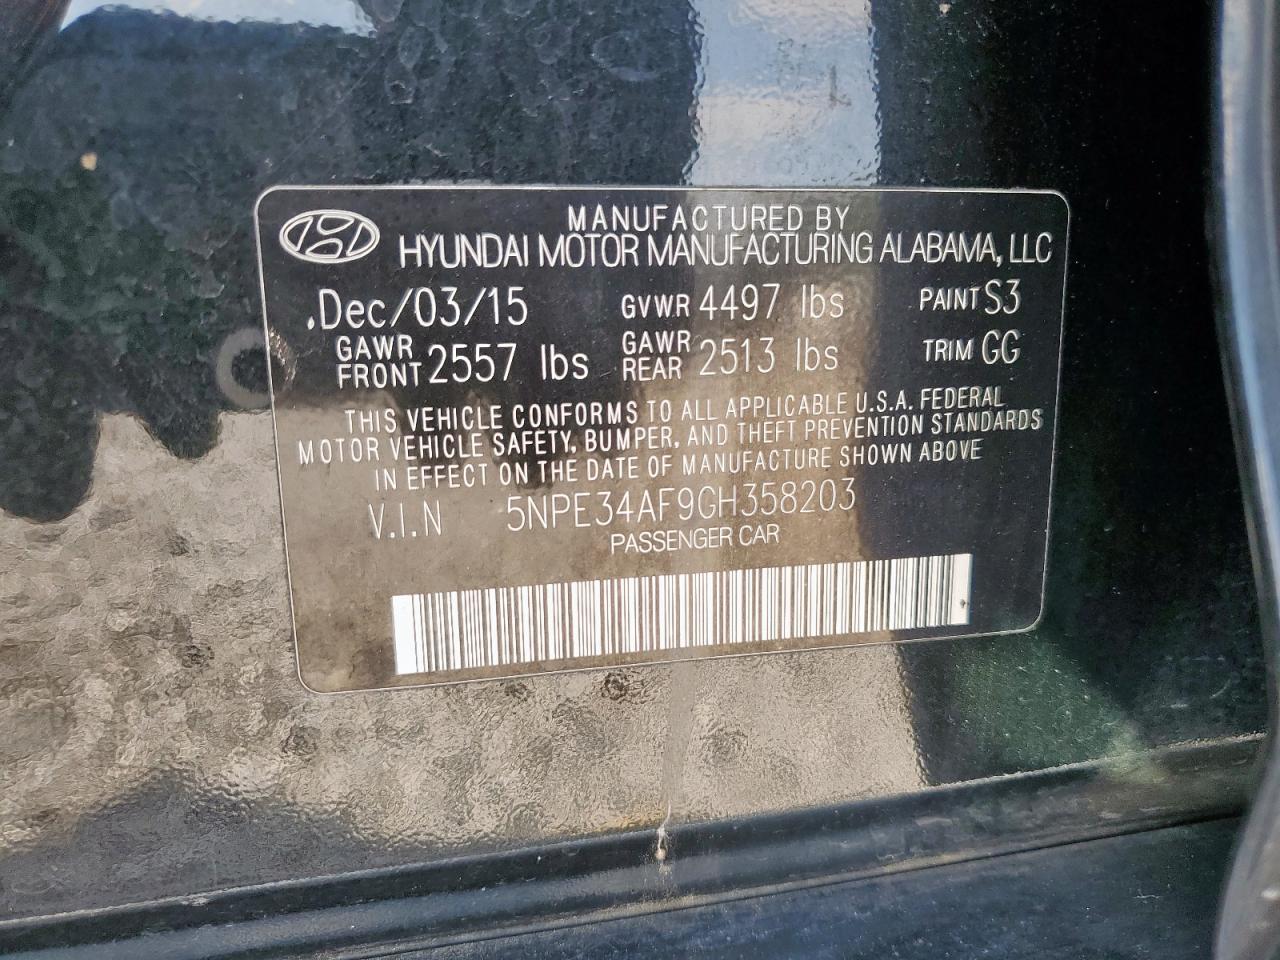 MANUFACTURED BY
HYUNDAI MOTOR MANUFACTURING ALABAMA, LLC
.Dec/03/15 GVWR 4497 lbs PAINT S3
GAWR FRONT 2557 lbs GAWR REAR 2513 lbs TRIM GG
THIS VEHICLE CONFORMS TO ALL APPLICABLE U.S.A. FEDERAL
MOTOR VEHICLE SAFETY, BUMPER, AND THEFT PREVENTION STANDARDS
IN EFFECT ON THE DATE OF MANUFACTURE SHOWN ABOVE
V.I.N 5NPE34AF9GH358203
PASSENGER CAR